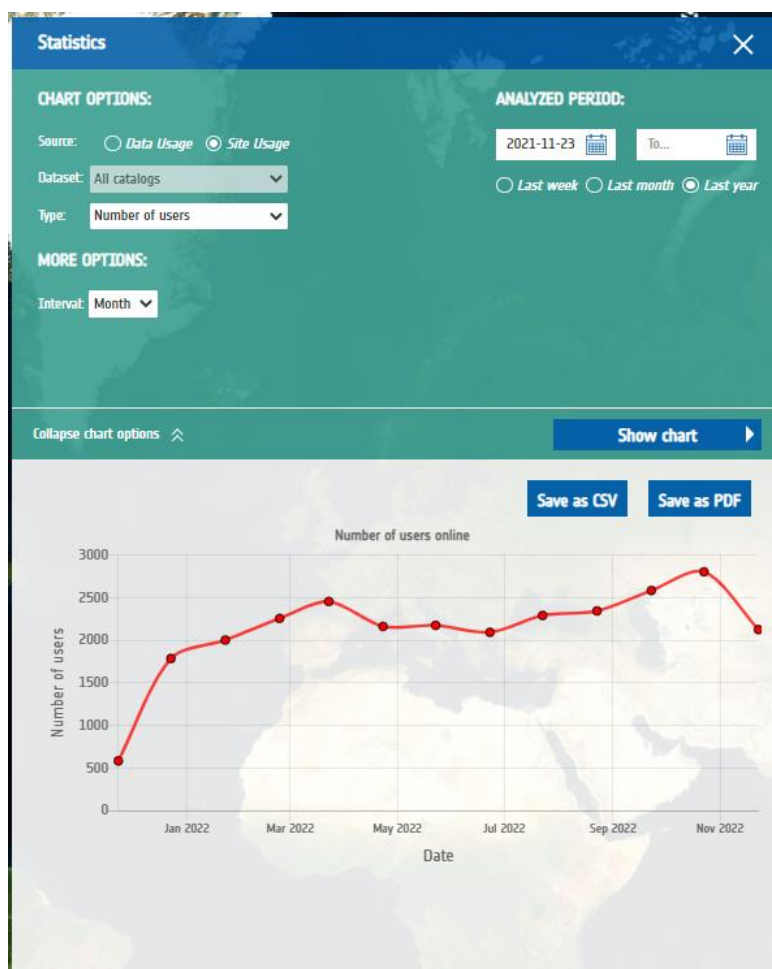 Statistics
CHART OPTIONS:
ANALYZED PERIOD:
Source: Data Usage Site Usage
2021-11-23 To...
Dataset: All catalogs
Last week Last month Last year
Type: Number of users
MORE OPTIONS:
Interval: Month
Collapse chart options
Show chart
Save as CSV Save as PDF
Number of users online
3000
2500
2000
1500
1000
500
0
Number of users
Jan 2022 Mar 2022 May 2022 Jul 2022 Sep 2022 Nov 2022
Date